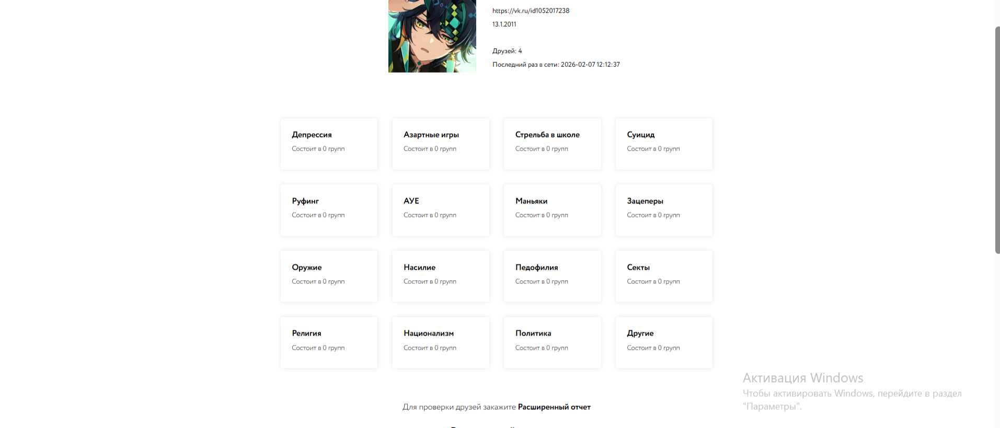 https://vk.ru/id1052017238
13.1.2011
Друзей: 4
Последний раз в сети: 2026-02-07 12:12:37
Депрессия
Состоит в 0 групп
Азартные игры
Состоит в 0 групп
Стрельба в школе
Состоит в 0 групп
Суицид
Состоит в 0 групп
Руфинг
Состоит в 0 групп
АУЕ
Состоит в 0 групп
Маньяки
Состоит в 0 групп
Зацеперы
Состоит в 0 групп
Оружие
Состоит в 0 групп
Насилие
Состоит в 0 групп
Педофилия
Состоит в 0 групп
Секты
Состоит в 0 групп
Религия
Состоит в 0 групп
Национализм
Состоит в 0 групп
Политика
Состоит в 0 групп
Другие
Состоит в 0 групп
Для проверки друзей закажите Расширенный отчет
Активация Windows
Чтобы активировать Windows, перейдите в раздел
"Параметры".